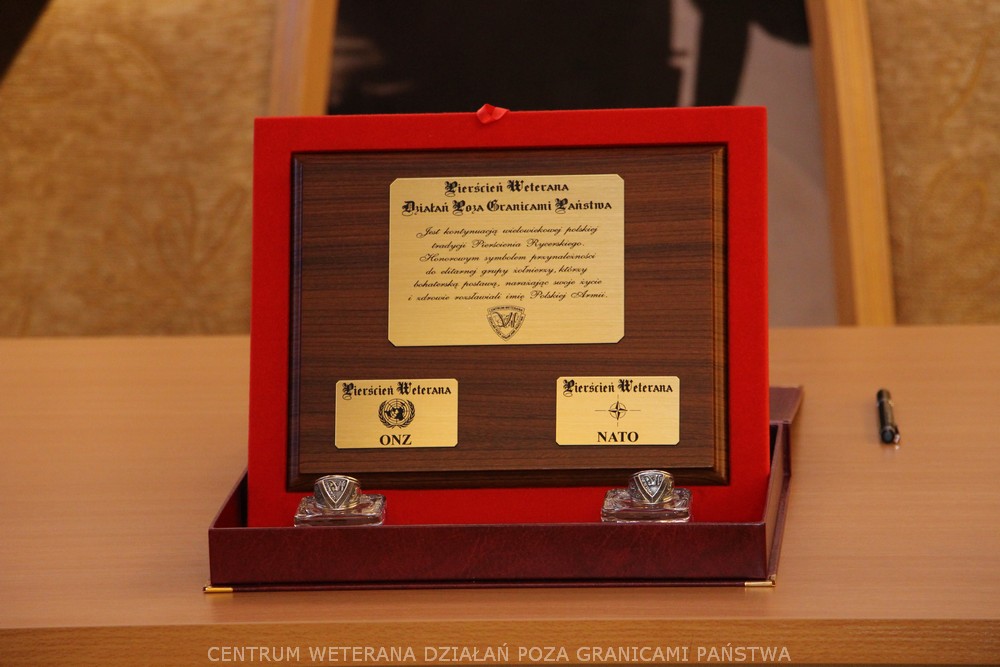 Pierścień Weterana
Działań Poza Granicami Państwa
Jest kontynuacją wielowiekowej polskiej
tradycji Pierścienia Rycerskiego.
Honorowym symbolem przynależności
do elitarnej grupy żołnierzy, którzy
bohaterską postawą, narażając swoje życie
i zdrowie rozsławiali imię Polskiej Armii.
Pierścień Weterana
ONZ
Pierścień Weterana
NATO
CENTRUM WETERANA DZIAŁAŃ POZA GRANICAMI PAŃSTWA